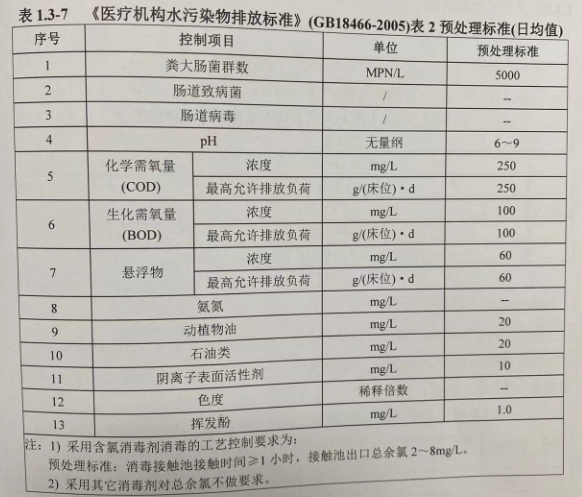 表 1.3-7 《医疗机构水污染物排放标准》(GB18466-2005)表 2 预处理标准(日均值)
序号 控制项目 单位 预处理标准
1 粪大肠菌群数 MPN/L 5000
2 肠道致病菌 / --
3 肠道病毒 / --
4 pH 无量纲 6~9
5 化学需氧量(COD) 浓度 mg/L 250
最高允许排放负荷 g/(床位)·d 250
6 生化需氧量(BOD) 浓度 mg/L 100
最高允许排放负荷 g/(床位)·d 100
7 悬浮物 浓度 mg/L 60
最高允许排放负荷 g/(床位)·d 60
8 氨氮 mg/L --
9 动植物油 mg/L 20
10 石油类 mg/L 20
11 阴离子表面活性剂 mg/L 10
12 色度 稀释倍数 --
13 挥发酚 mg/L 1.0
注：1) 采用含氯消毒剂消毒的工艺控制要求为：
预处理标准：消毒接触池接触时间≥1 小时，接触池出口总余氯 2~8mg/L。
2) 采用其它消毒剂对总余氯不做要求。